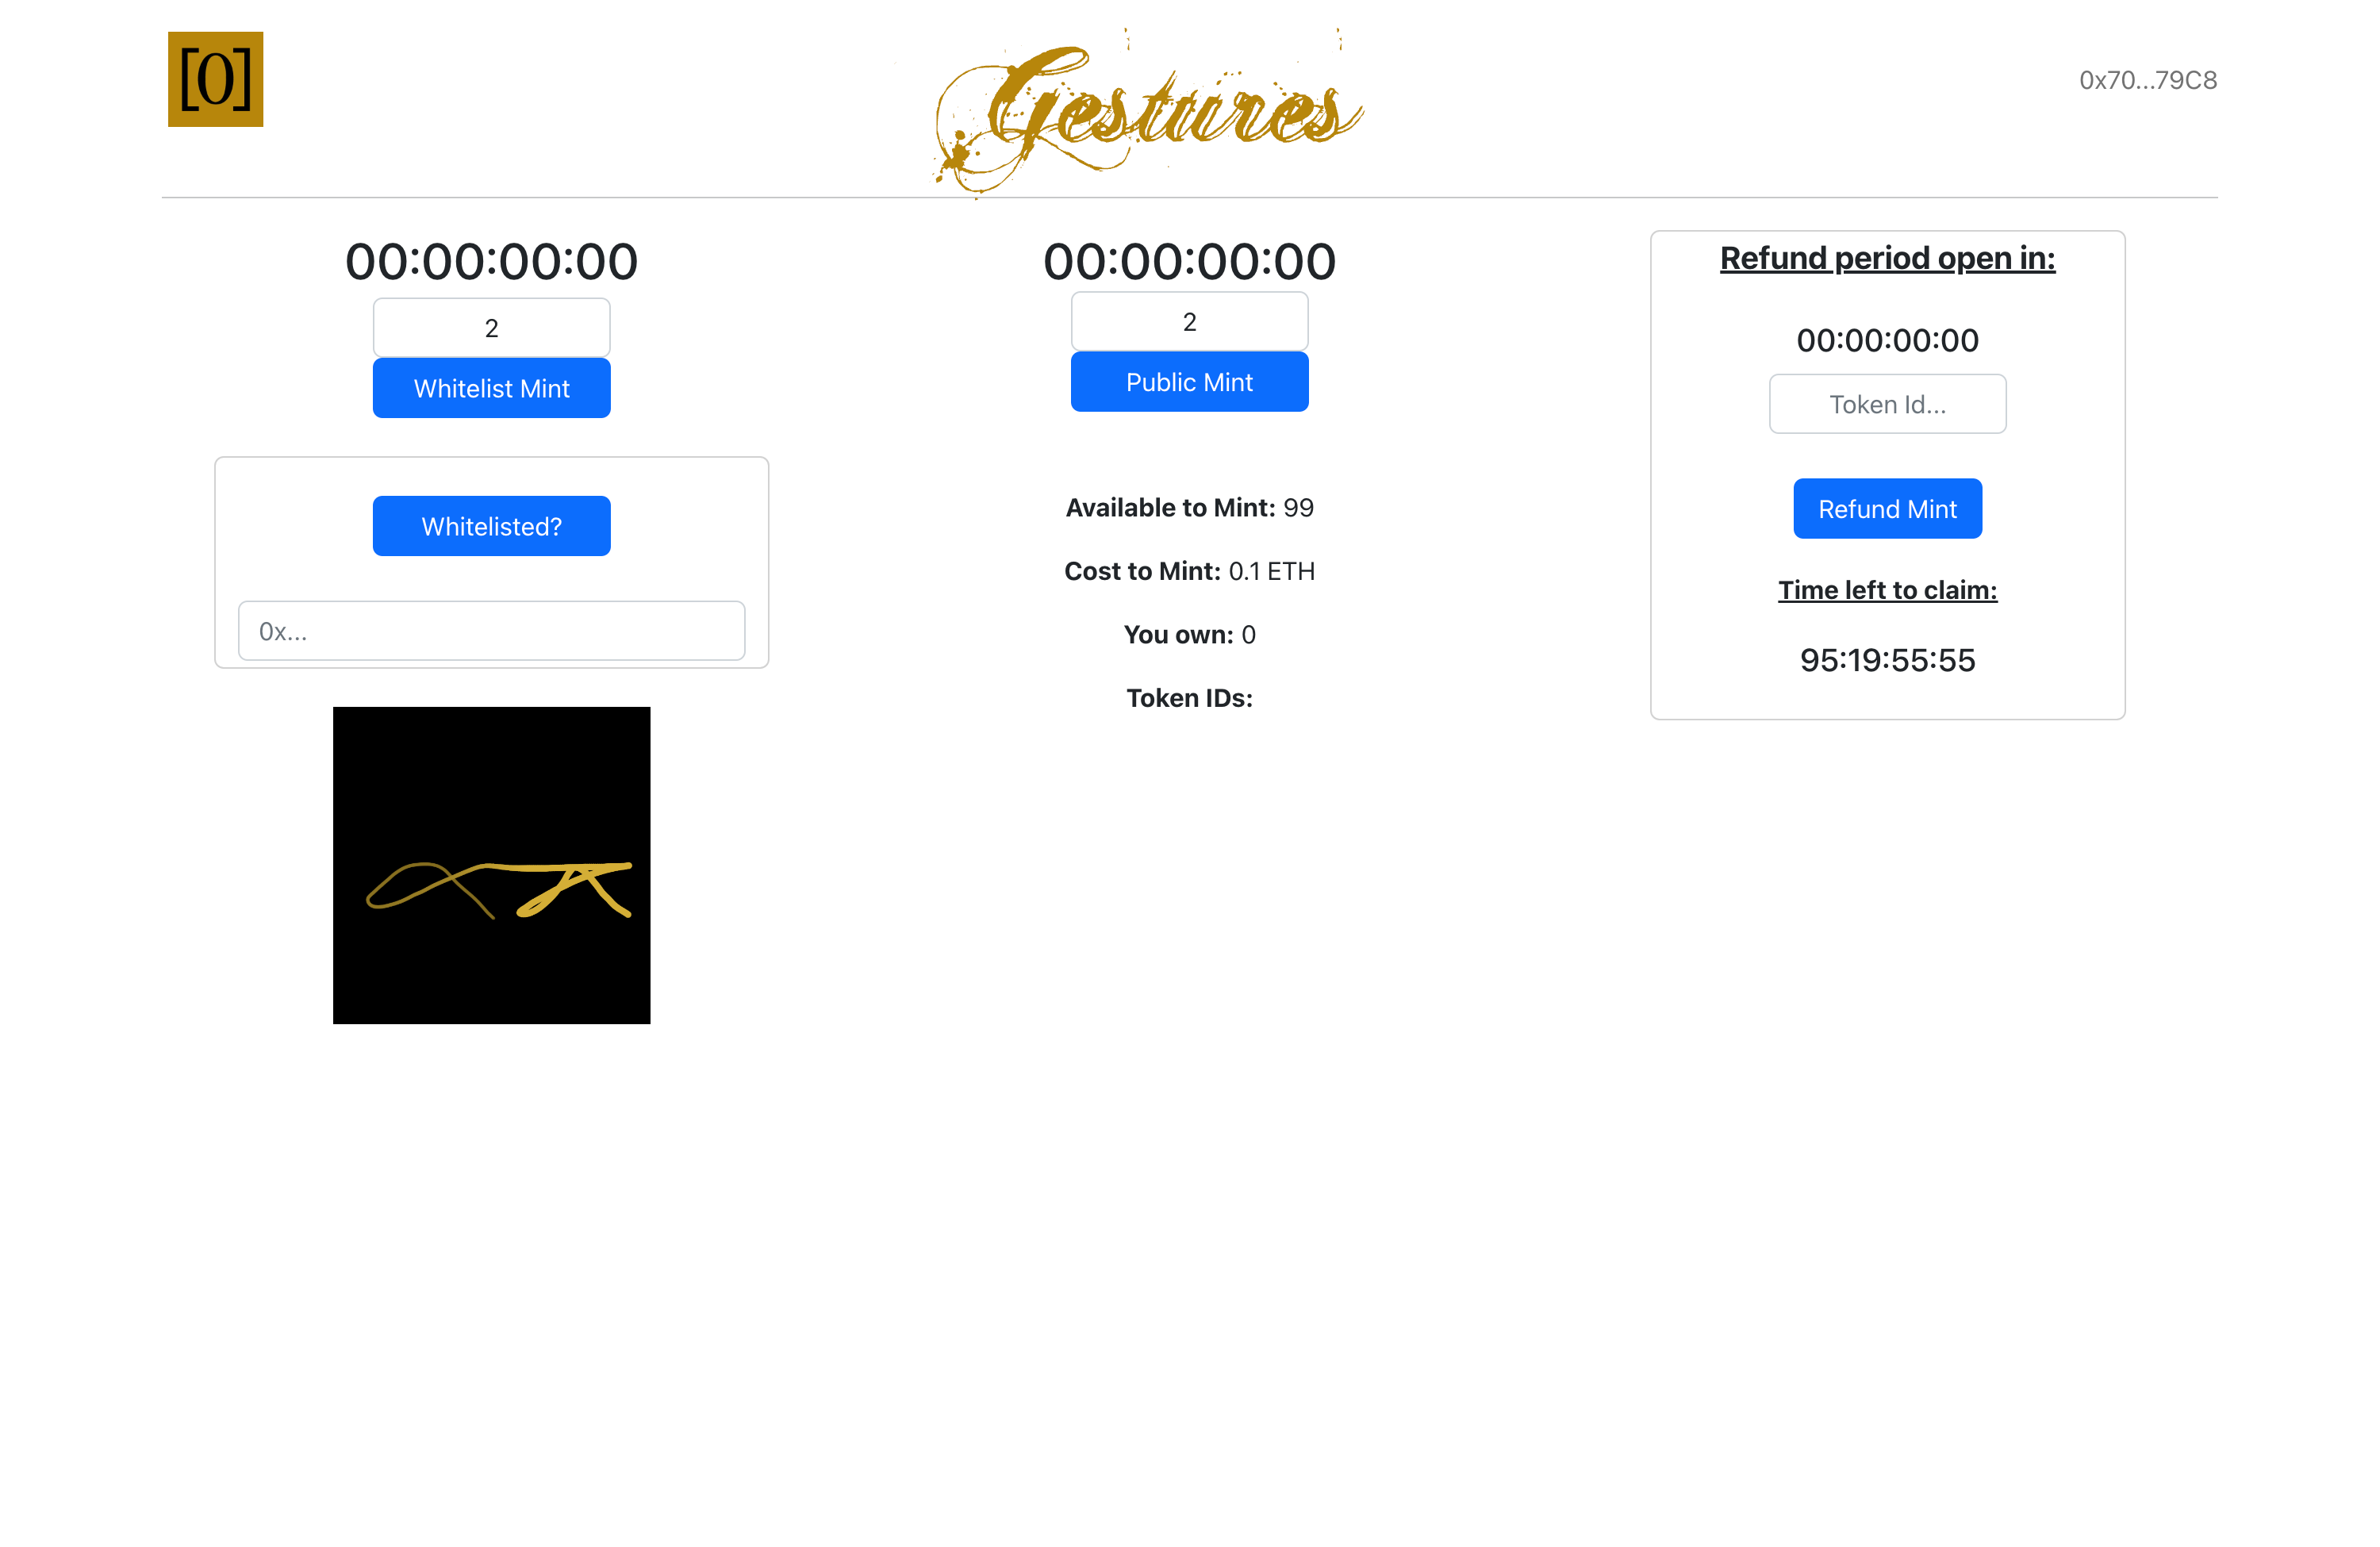 [0]
Gestures
0x70...79C8
00:00:00:00
2
Whitelist Mint
Whitelisted?
0x...
00:00:00:00
2
Public Mint
Available to Mint: 99
Cost to Mint: 0.1 ETH
You own: 0
Token IDs:
Refund period open in:
00:00:00:00
Token Id...
Refund Mint
Time left to claim:
95:19:55:55